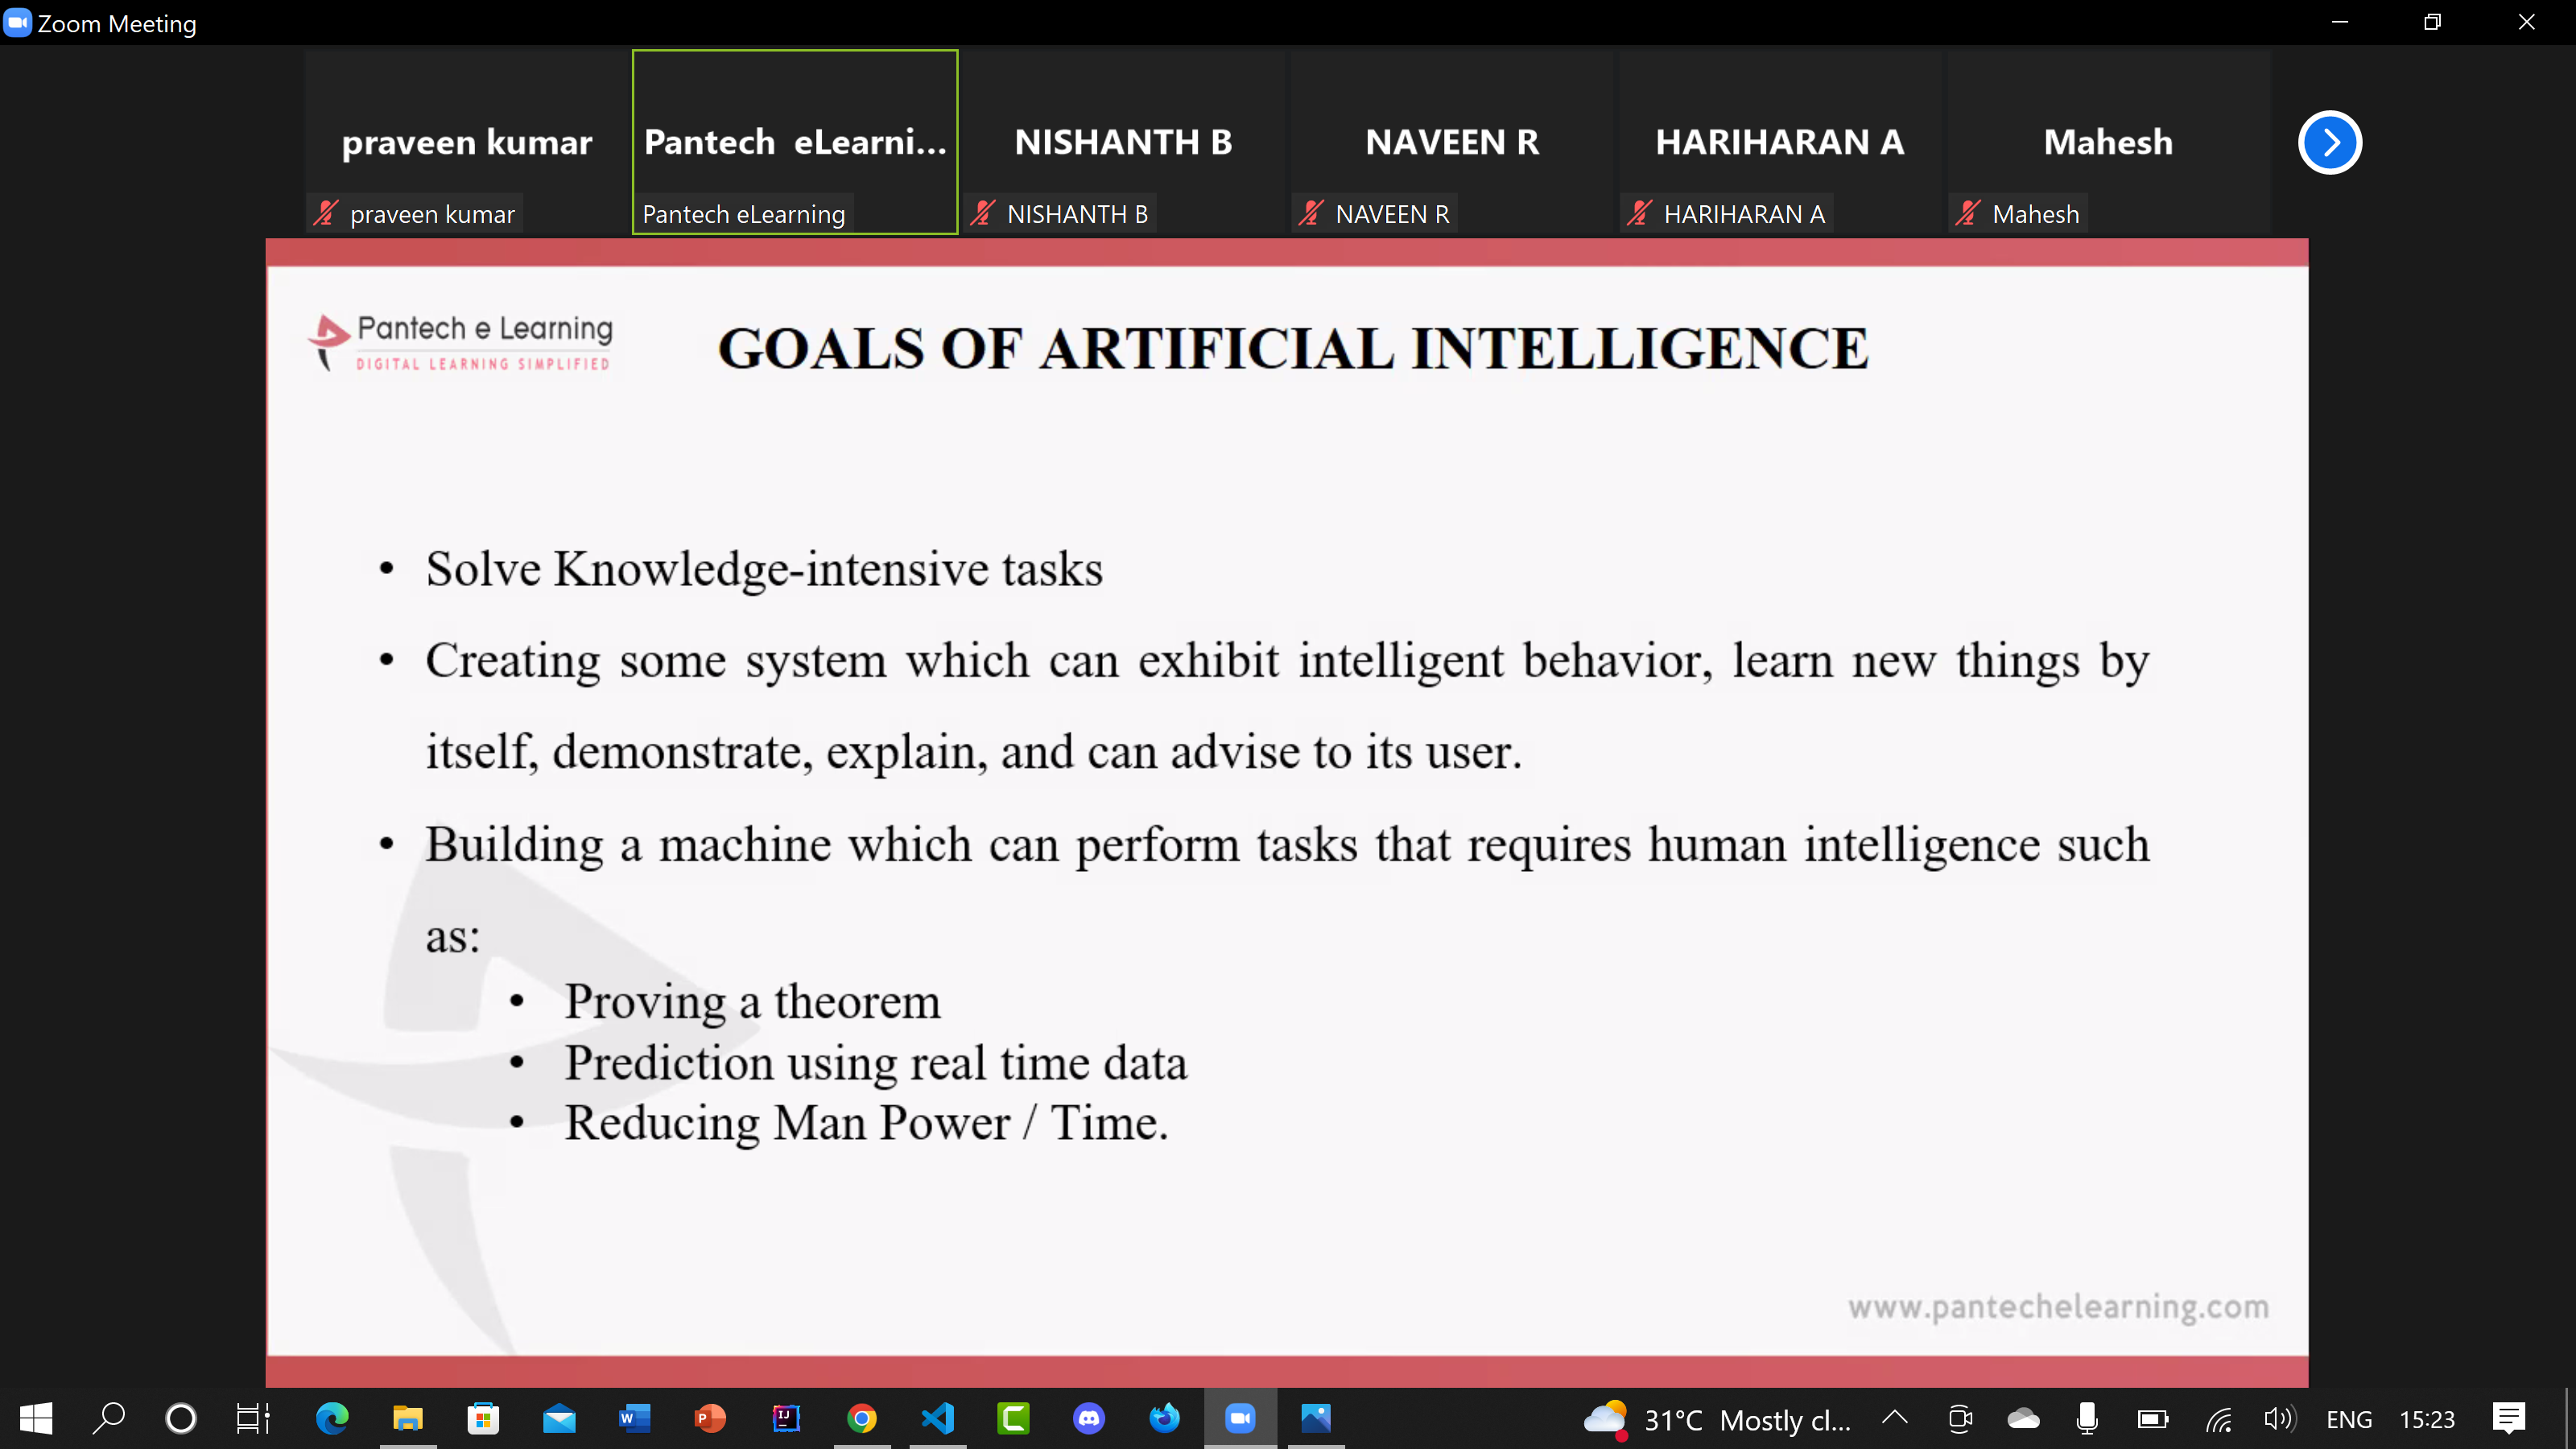 Zoom Meeting
praveen kumar
Pantech eLearni...
NISHANTH B
NAVEEN R
HARIHARAN A
Mahesh
praveen kumar
Pantech eLearning
NISHANTH B
NAVEEN R
HARIHARAN A
Mahesh
Pantech e Learning
DIGITAL LEARNING SIMPLIFIED
GOALS OF ARTIFICIAL INTELLIGENCE
• Solve Knowledge-intensive tasks
• Creating some system which can exhibit intelligent behavior, learn new things by
itself, demonstrate, explain, and can advise to its user.
• Building a machine which can perform tasks that requires human intelligence such
as:
• Proving a theorem
• Prediction using real time data
• Reducing Man Power / Time.
www.pantechelearning.com
31°C Mostly cl...
ENG
15:23